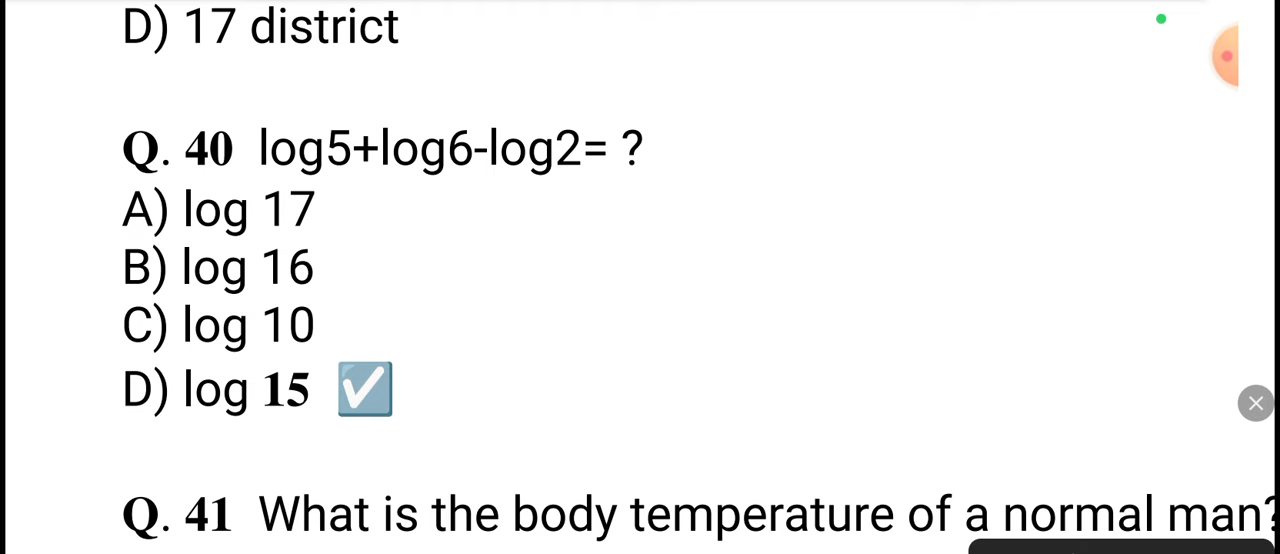 D) 17 district
Q. 40 log5+log6-log2= ?
A) log 17
B) log 16
C) log 10
D) log 15 ☑
Q. 41 What is the body temperature of a normal man?